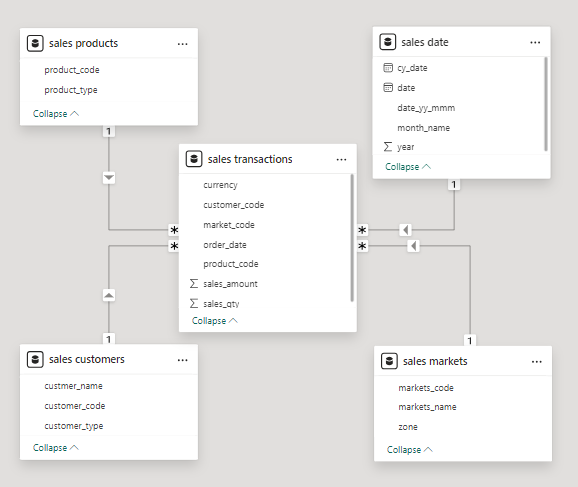 sales products
product_code
product_type
Collapse
1
sales date
cy_date
date
date_yy_mmm
month_name
year
Collapse
1
sales transactions
currency
customer_code
market_code
order_date
product_code
sales_amount
sales_qty
Collapse
*
*
*
*
1
sales customers
custmer_name
customer_code
customer_type
Collapse
1
sales markets
markets_code
markets_name
zone
Collapse